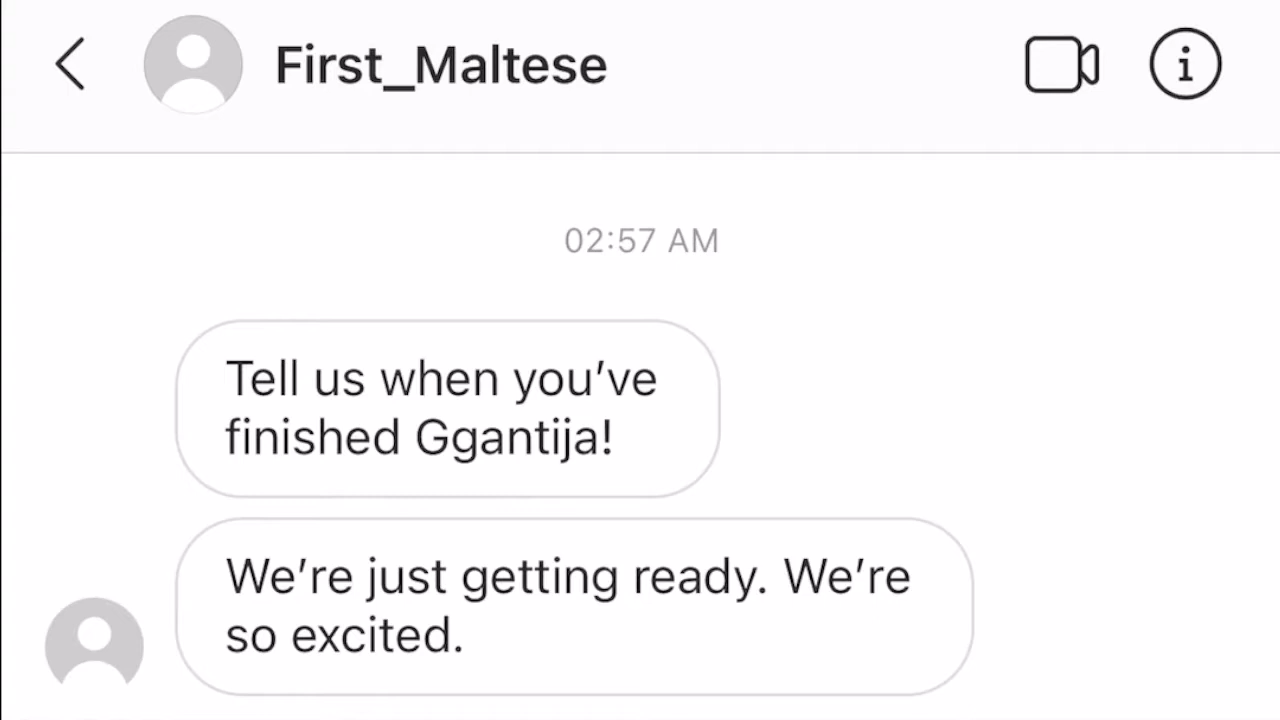 First_Maltese
02:57 AM
Tell us when you’ve
finished Ggantija!
We’re just getting ready. We’re
so excited.